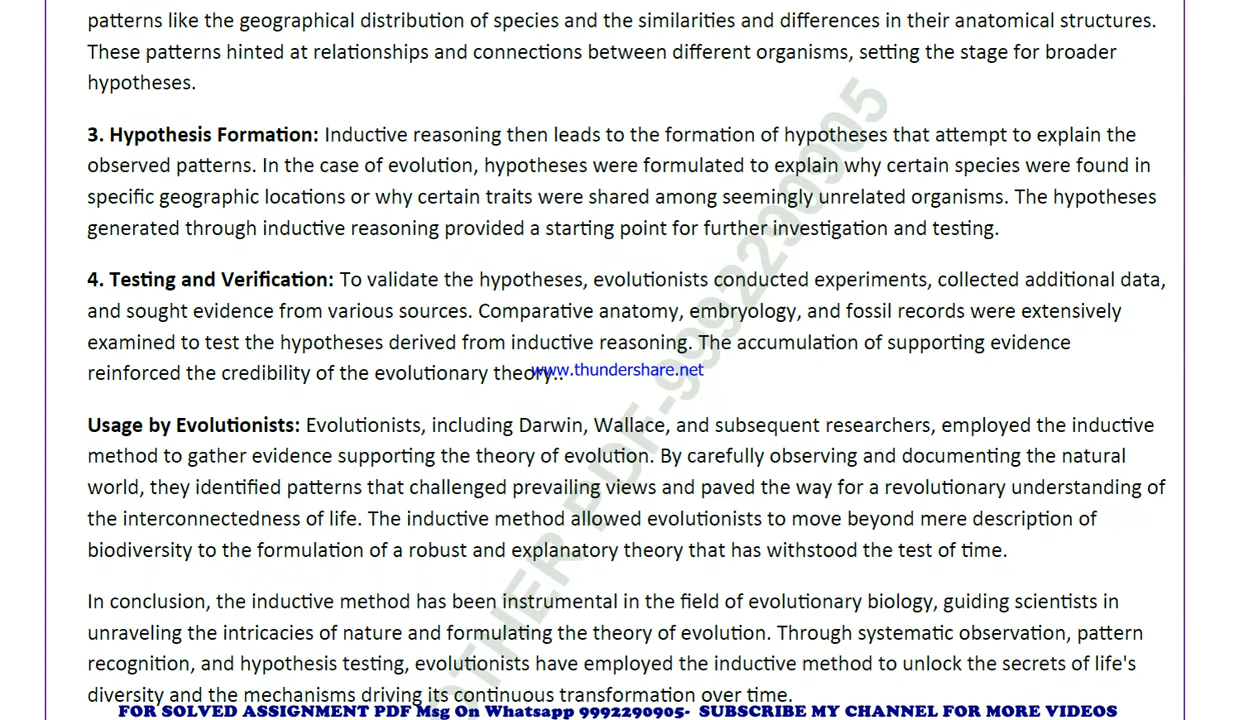 patterns like the geographical distribution of species and the similarities and differences in their anatomical structures.
These patterns hinted at relationships and connections between different organisms, setting the stage for broader
hypotheses.
3. Hypothesis Formation: Inductive reasoning then leads to the formation of hypotheses that attempt to explain the
observed patterns. In the case of evolution, hypotheses were formulated to explain why certain species were found in
specific geographic locations or why certain traits were shared among seemingly unrelated organisms. The hypotheses
generated through inductive reasoning provided a starting point for further investigation and testing.
4. Testing and Verification: To validate the hypotheses, evolutionists conducted experiments, collected additional data,
and sought evidence from various sources. Comparative anatomy, embryology, and fossil records were extensively
examined to test the hypotheses derived from inductive reasoning. The accumulation of supporting evidence
reinforced the credibility of the evolutionary theory..
www.thundershare.net
Usage by Evolutionists: Evolutionists, including Darwin, Wallace, and subsequent researchers, employed the inductive
method to gather evidence supporting the theory of evolution. By carefully observing and documenting the natural
world, they identified patterns that challenged prevailing views and paved the way for a revolutionary understanding of
the interconnectedness of life. The inductive method allowed evolutionists to move beyond mere description of
biodiversity to the formulation of a robust and explanatory theory that has withstood the test of time.
In conclusion, the inductive method has been instrumental in the field of evolutionary biology, guiding scientists in
unraveling the intricacies of nature and formulating the theory of evolution. Through systematic observation, pattern
recognition, and hypothesis testing, evolutionists have employed the inductive method to unlock the secrets of life's
diversity and the mechanisms driving its continuous transformation over time.
OTHER PDF-9992290905
FOR SOLVED ASSIGNMENT PDF Msg On Whatsapp 9992290905- SUBSCRIBE MY CHANNEL FOR MORE VIDEOS